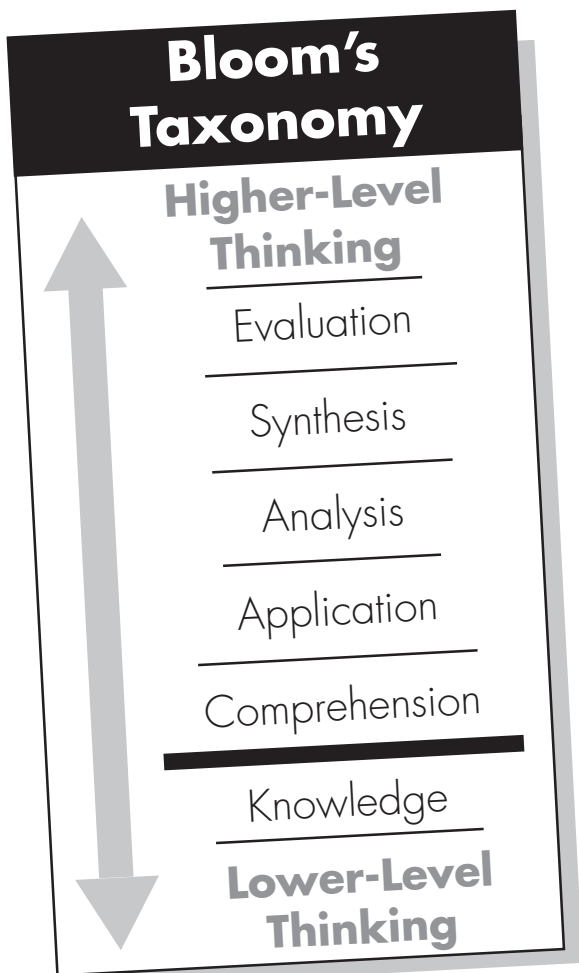 Bloom’s
Taxonomy
Higher-Level
Thinking
Evaluation
Synthesis
Analysis
Application
Comprehension
Knowledge
Lower-Level
Thinking